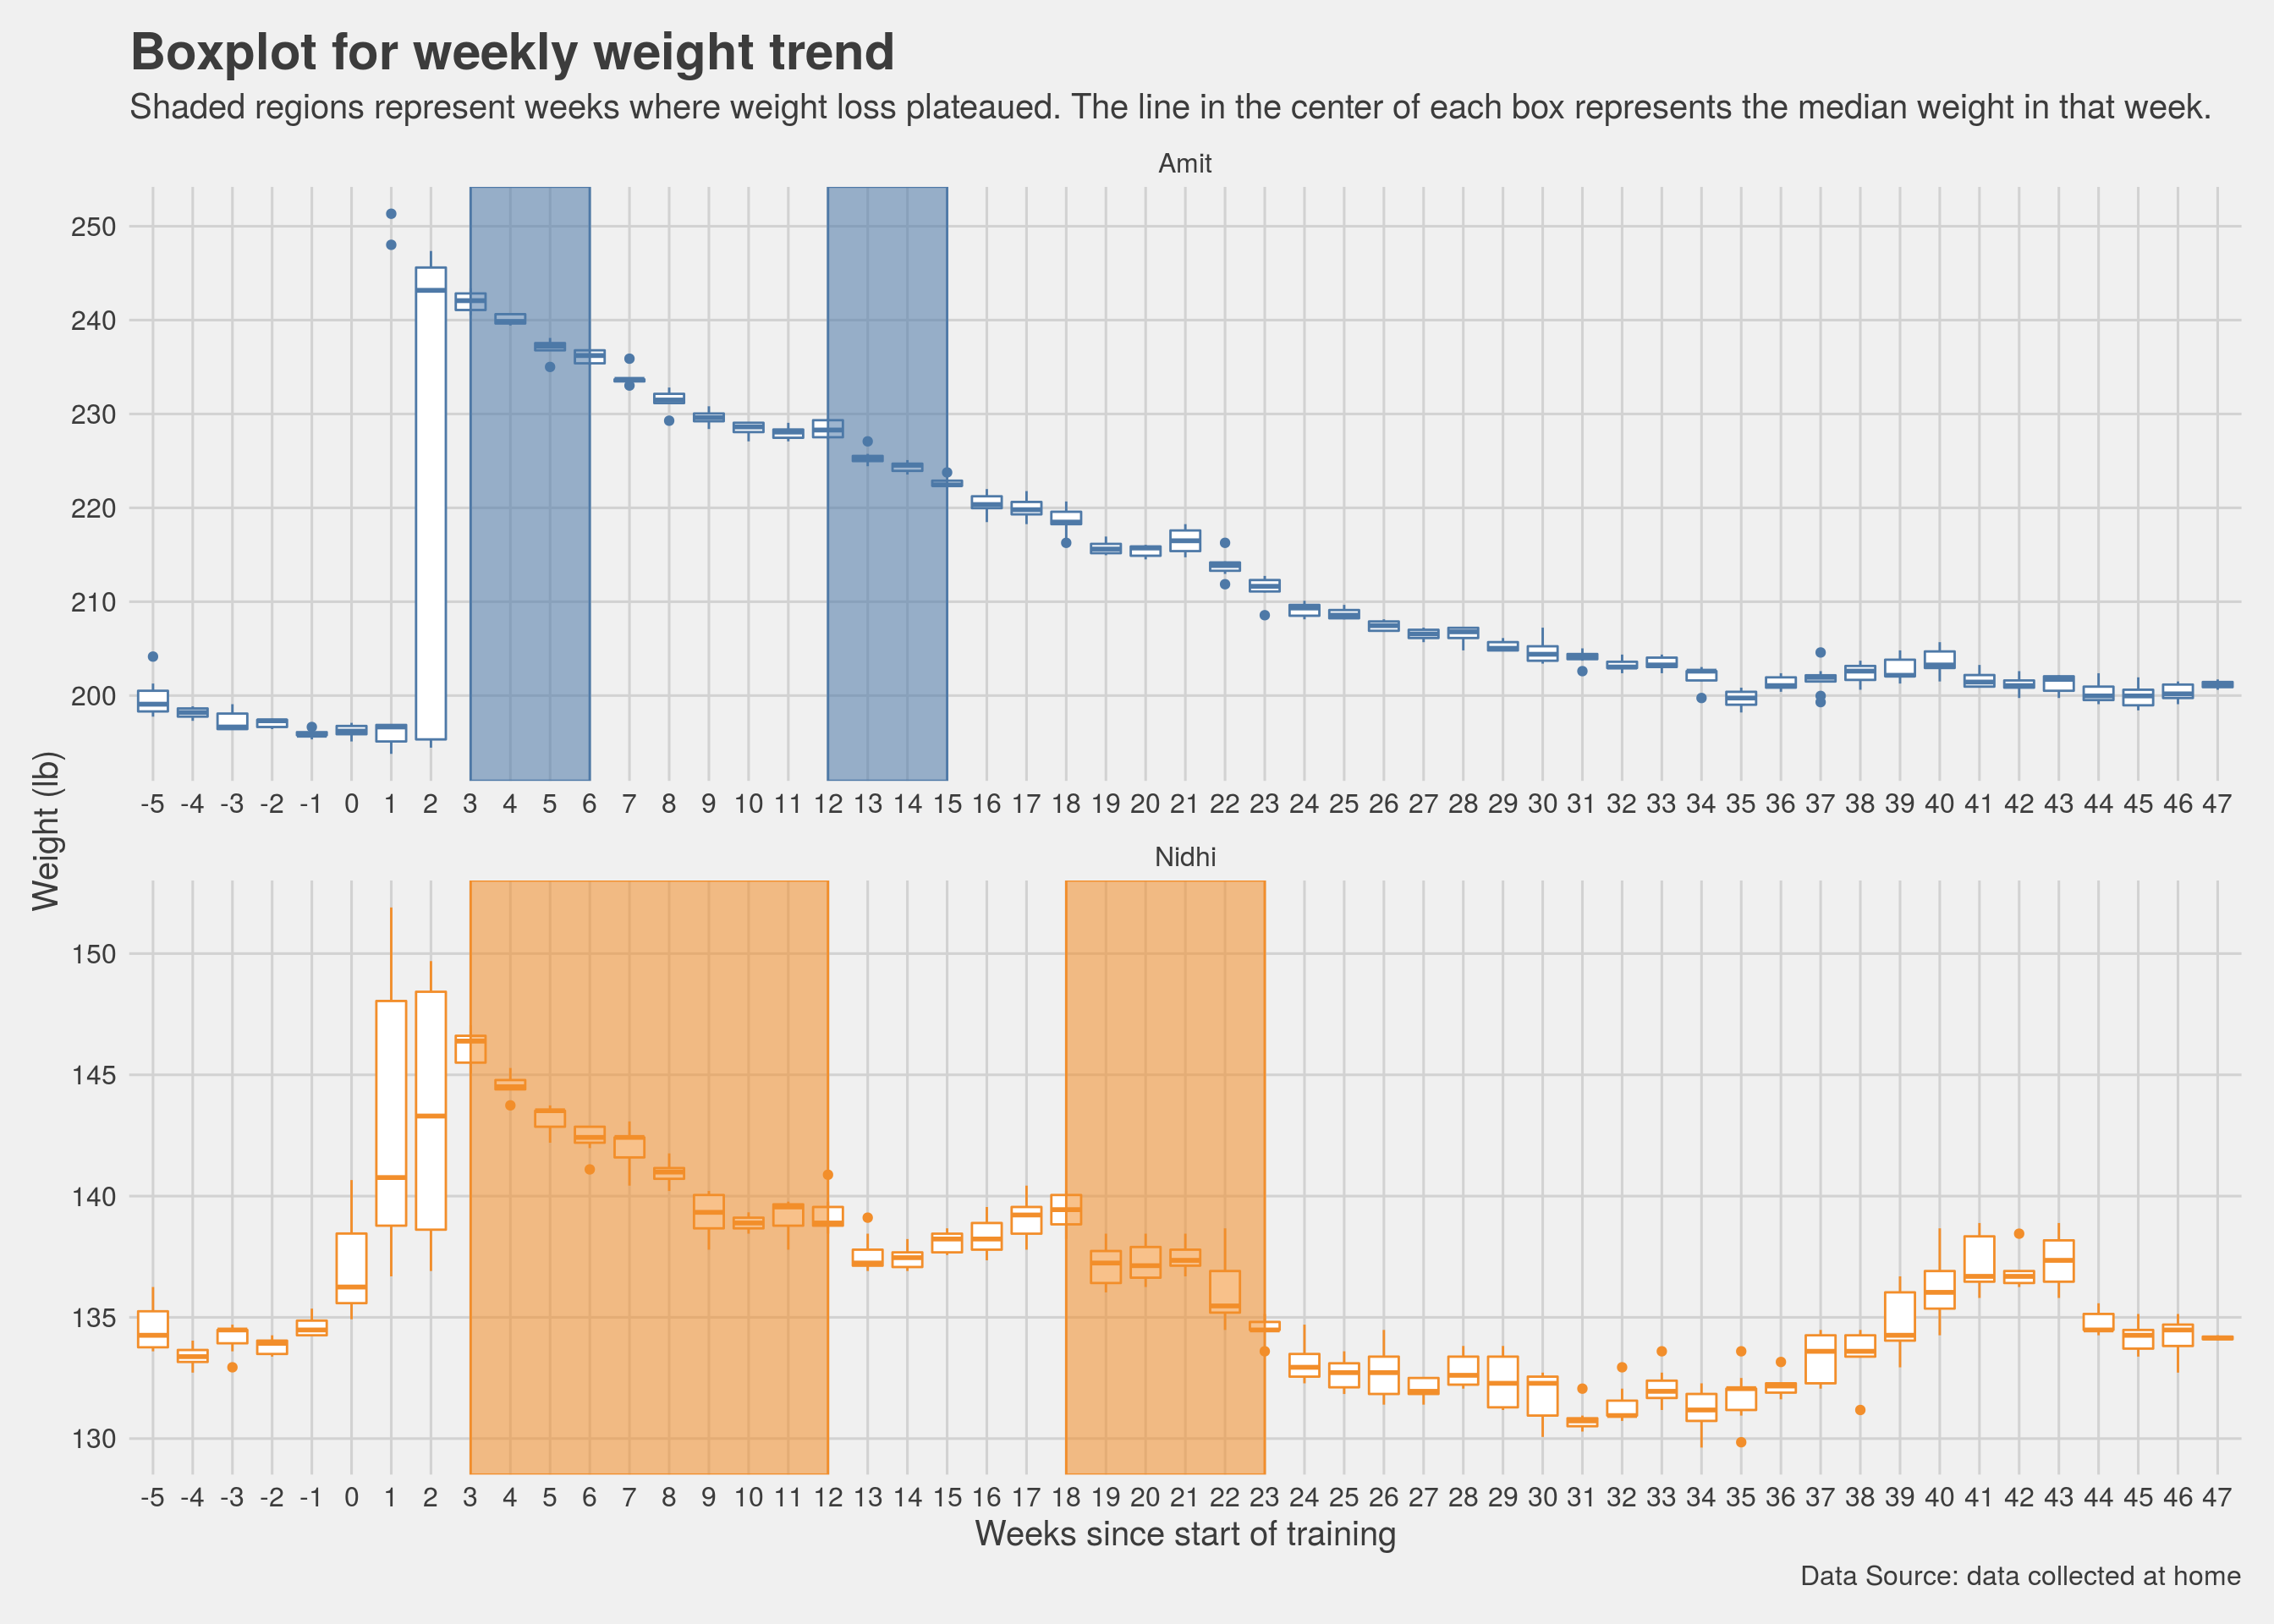 Boxplot for weekly weight trend
Shaded regions represent weeks where weight loss plateaued. The line in the center of each box represents the median weight in that week.
Amit
250
240
230
220
210
200
-5 -4 -3 -2 -1 0 1 2 3 4 5 6 7 8 9 10 11 12 13 14 15 16 17 18 19 20 21 22 23 24 25 26 27 28 29 30 31 32 33 34 35 36 37 38 39 40 41 42 43 44 45 46 47
Weight (lb)
Nidhi
150
145
140
135
130
-5 -4 -3 -2 -1 0 1 2 3 4 5 6 7 8 9 10 11 12 13 14 15 16 17 18 19 20 21 22 23 24 25 26 27 28 29 30 31 32 33 34 35 36 37 38 39 40 41 42 43 44 45 46 47
Weeks since start of training
Data Source: data collected at home